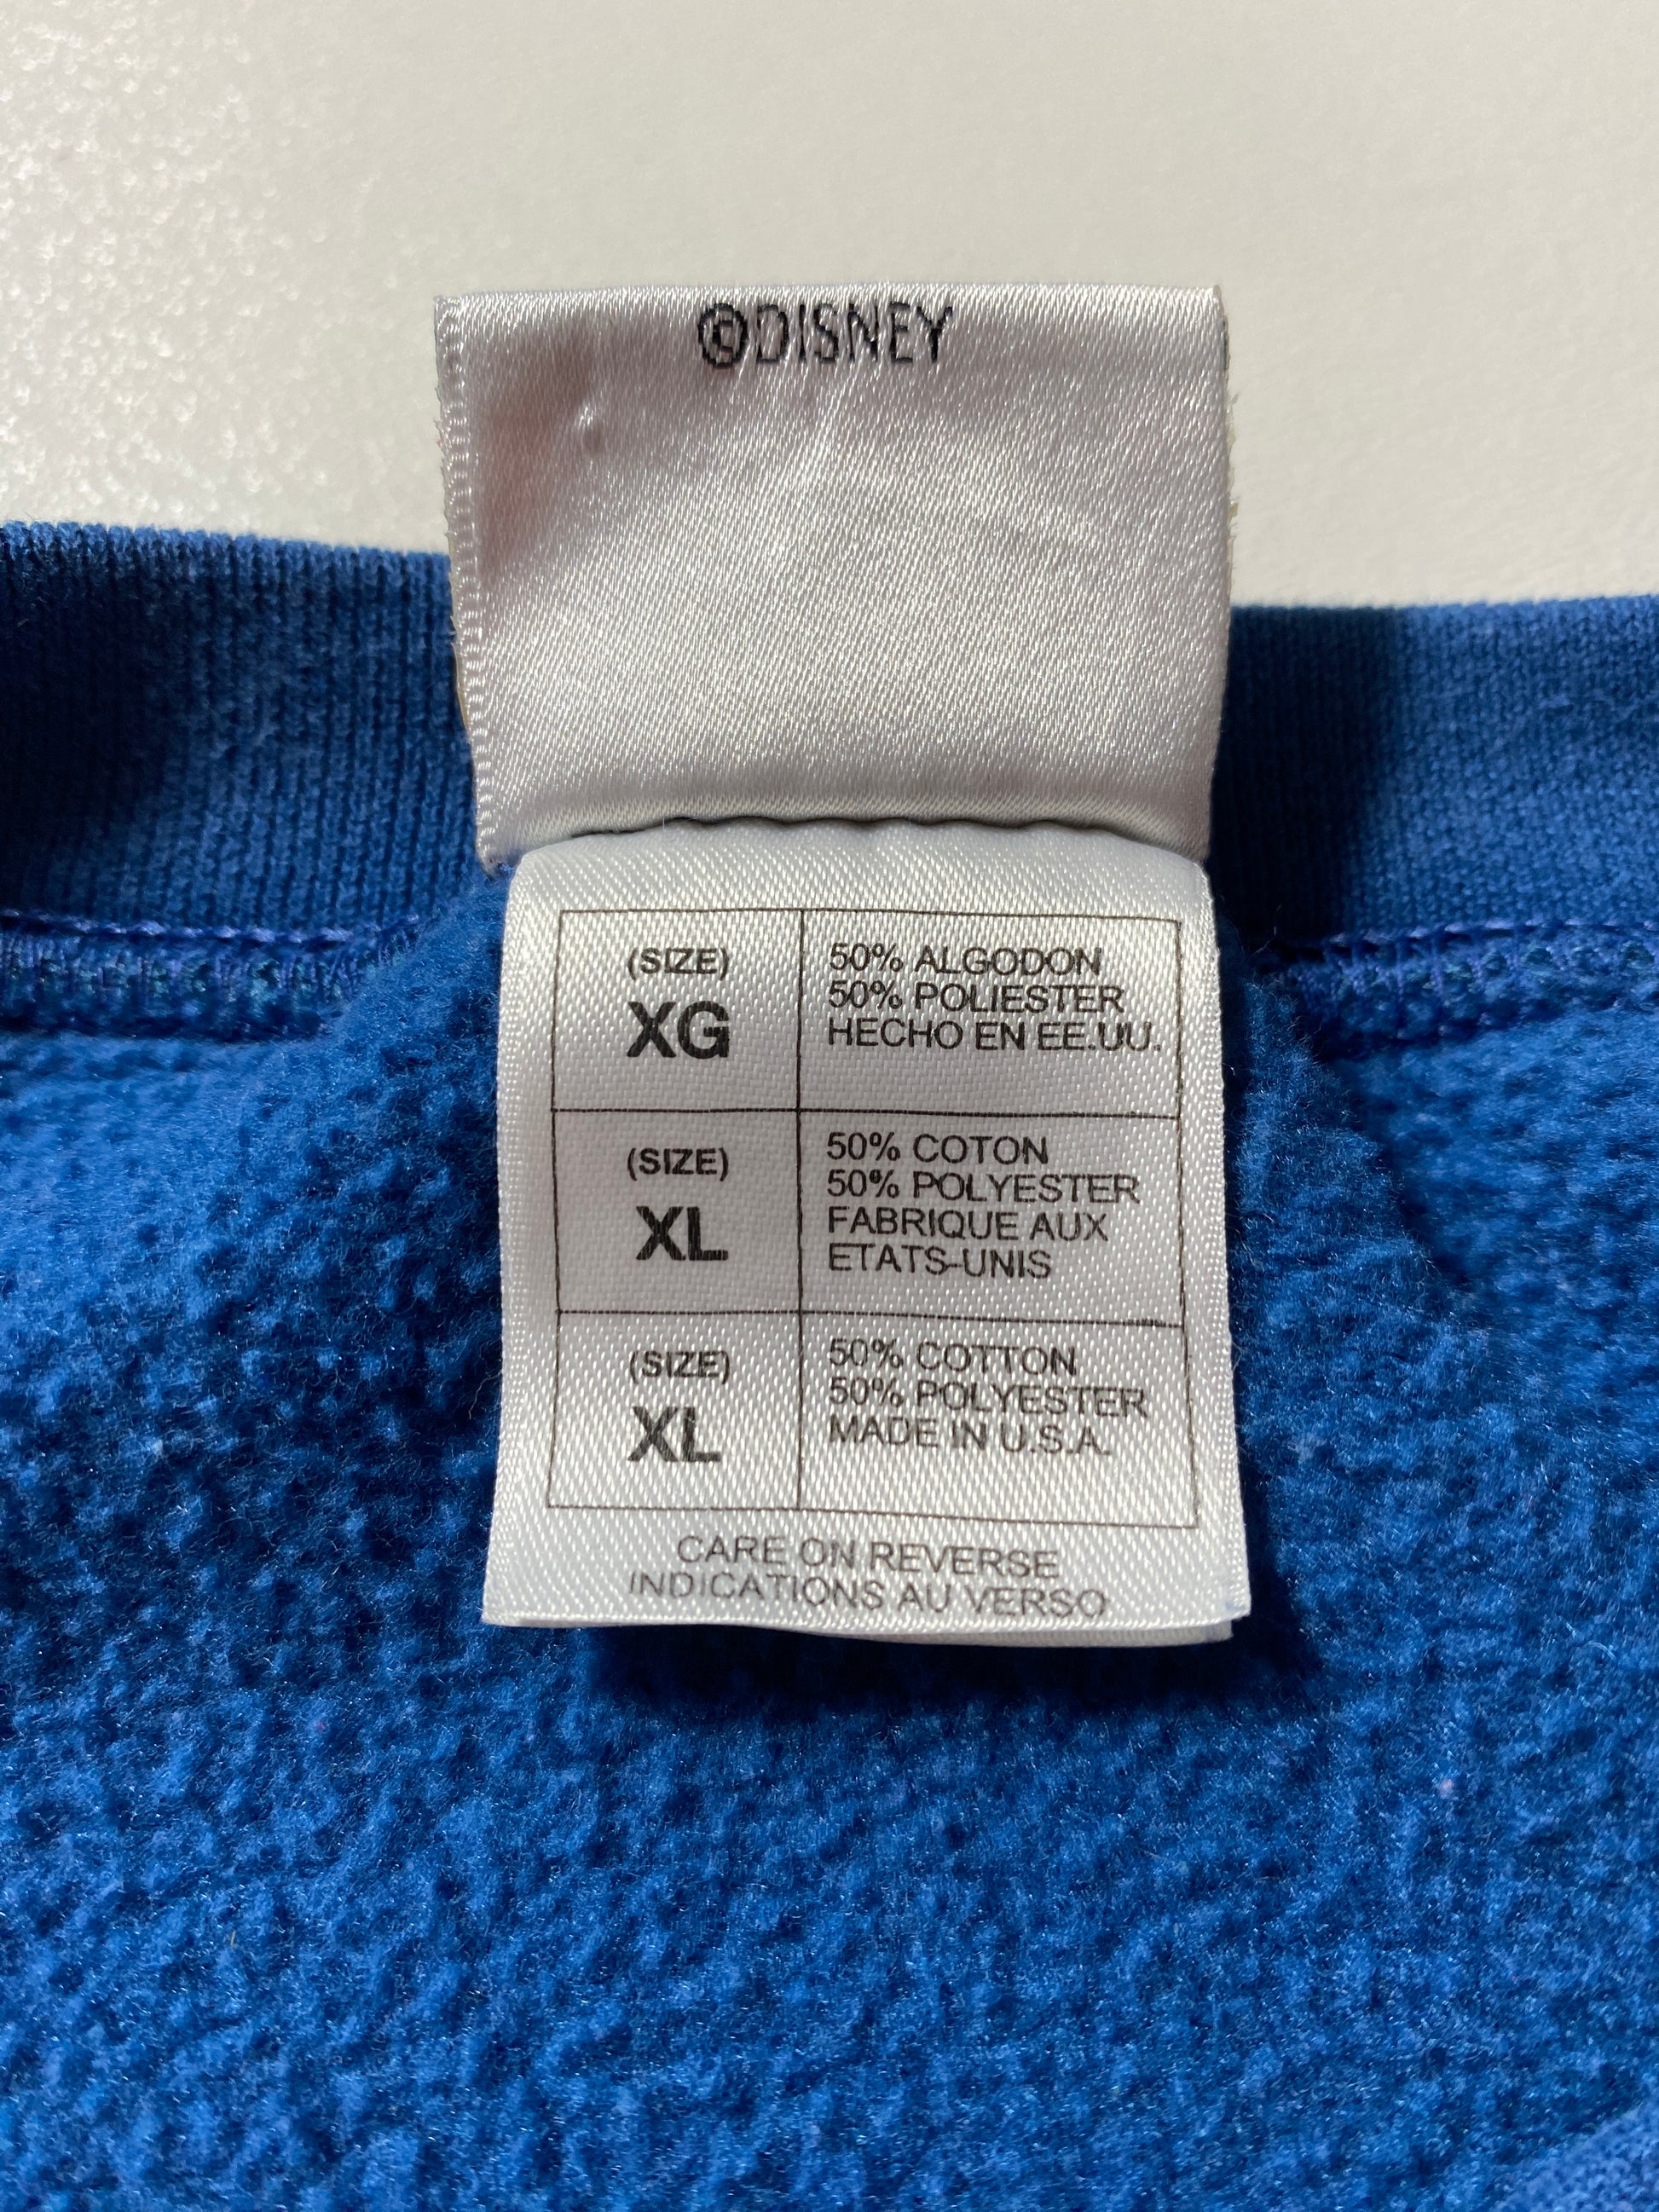 ©DISNEY
(SIZE)
XG
50% ALGODON
50% POLIESTER
HECHO EN EE.UU.
(SIZE)
XL
50% COTON
50% POLYESTER
FABRIQUE AUX
ETATS-UNIS
(SIZE)
XL
50% COTTON
50% POLYESTER
MADE IN U.S.A.
CARE ON REVERSE
INDICATIONS AU VERSO